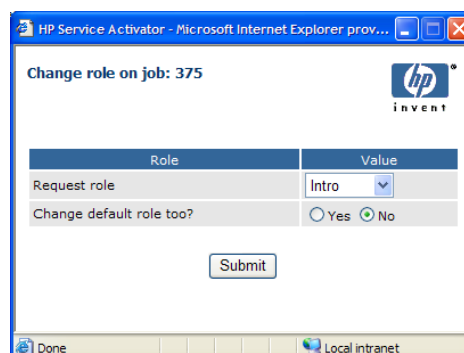 HP Service Activator - Microsoft Internet Explorer prov...
Change role on job: 375
hp
invent
Role Value
Request role Intro
Change default role too? Yes No
Submit
Done Local intranet